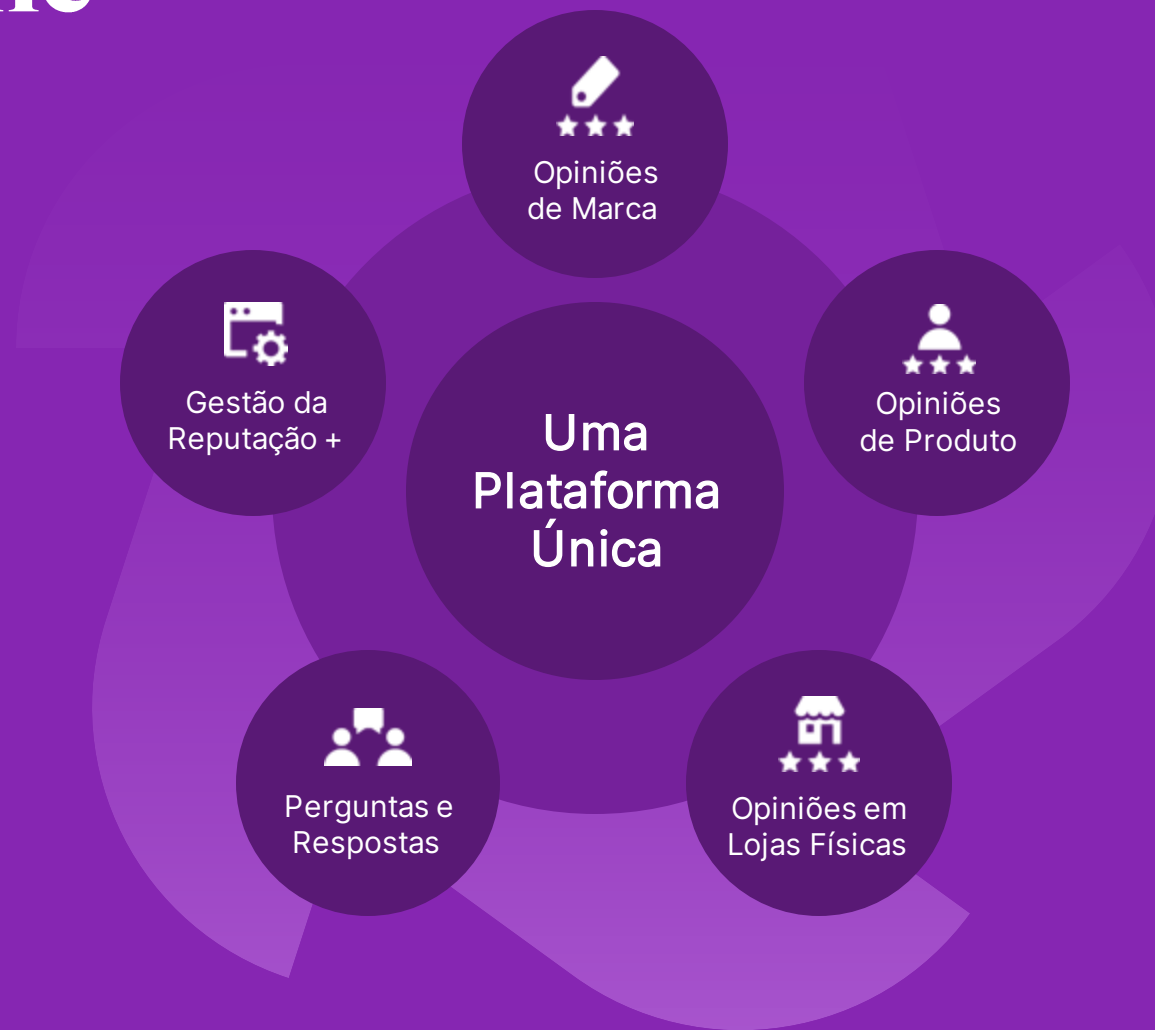 Opiniões
de Marca
Gestão da
Reputação +
Opiniões
de Produto
Uma
Plataforma
Única
Perguntas e
Respostas
Opiniões em
Lojas Físicas